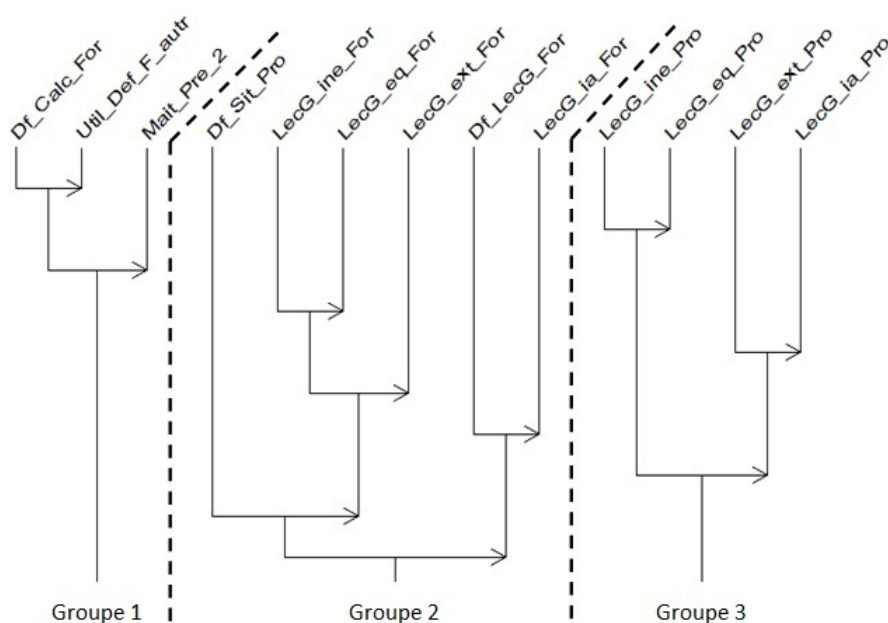 Df_Calc_For
Util_Def_F_autr
Mait_Pre_2
Df_Sit_Pro
LecG_ine_For
LecG_eq_For
LecG_ext_For
Df_LecG_For
LecG_ia_For
LecG_ine_Pro
LecG_eq_Pro
LecG_ext_Pro
LecG_ia_Pro
Groupe 1
Groupe 2
Groupe 3